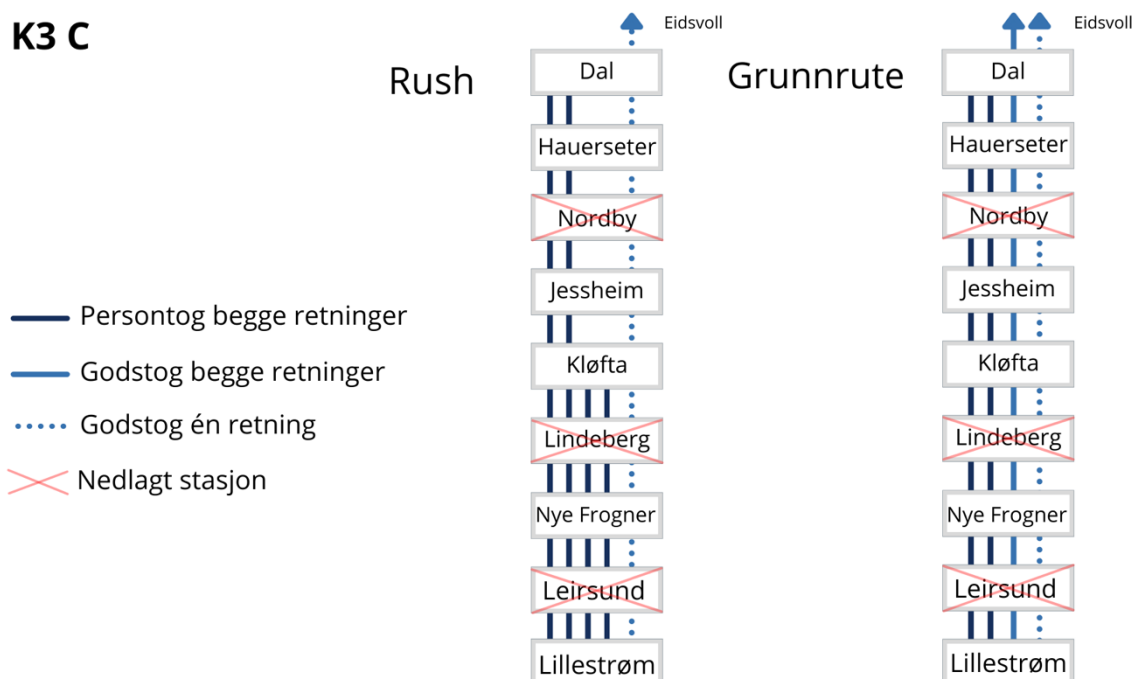 K3 C
Rush
Eidsvoll
Dal
Hauerseter
Nordby
Jessheim
Kløfta
Lindeberg
Nye Frogner
Leirsund
Lillestrøm
Grunnrute
Eidsvoll
Dal
Hauerseter
Nordby
Jessheim
Kløfta
Lindeberg
Nye Frogner
Leirsund
Lillestrøm
Persontog begge retninger
Godstog begge retninger
Godstog én retning
Nedlagt stasjon